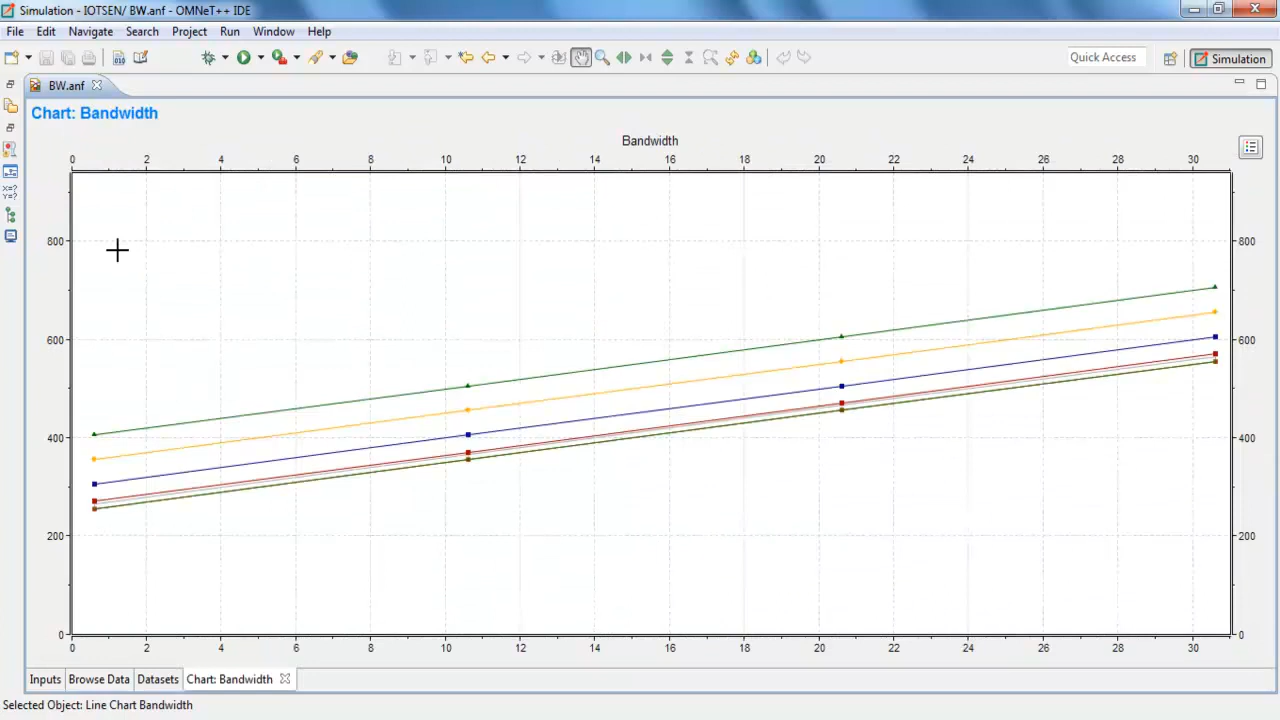 Simulation - IOTSEN/ BW.anf - OMNeT++ IDE
File Edit Navigate Search Project Run Window Help
Quick Access
Simulation
BW.anf
Chart: Bandwidth
Bandwidth
0 2 4 6 8 10 12 14 16 18 20 22 24 26 28 30
800 800
600 600
400 400
200 200
0 0
0 2 4 6 8 10 12 14 16 18 20 22 24 26 28 30
Inputs Browse Data Datasets Chart: Bandwidth
Selected Object: Line Chart Bandwidth